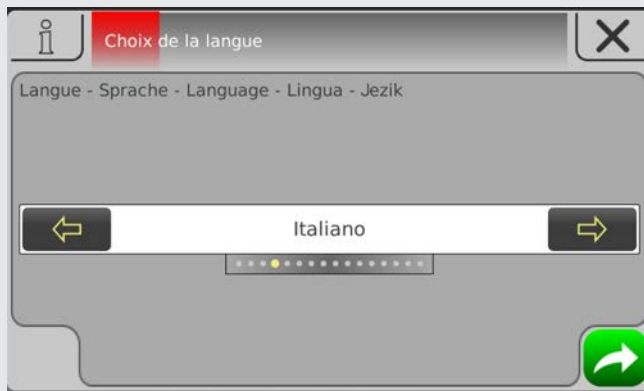 Choix de la langue
Langue - Sprache - Language - Lingua - Jezik
Italiano